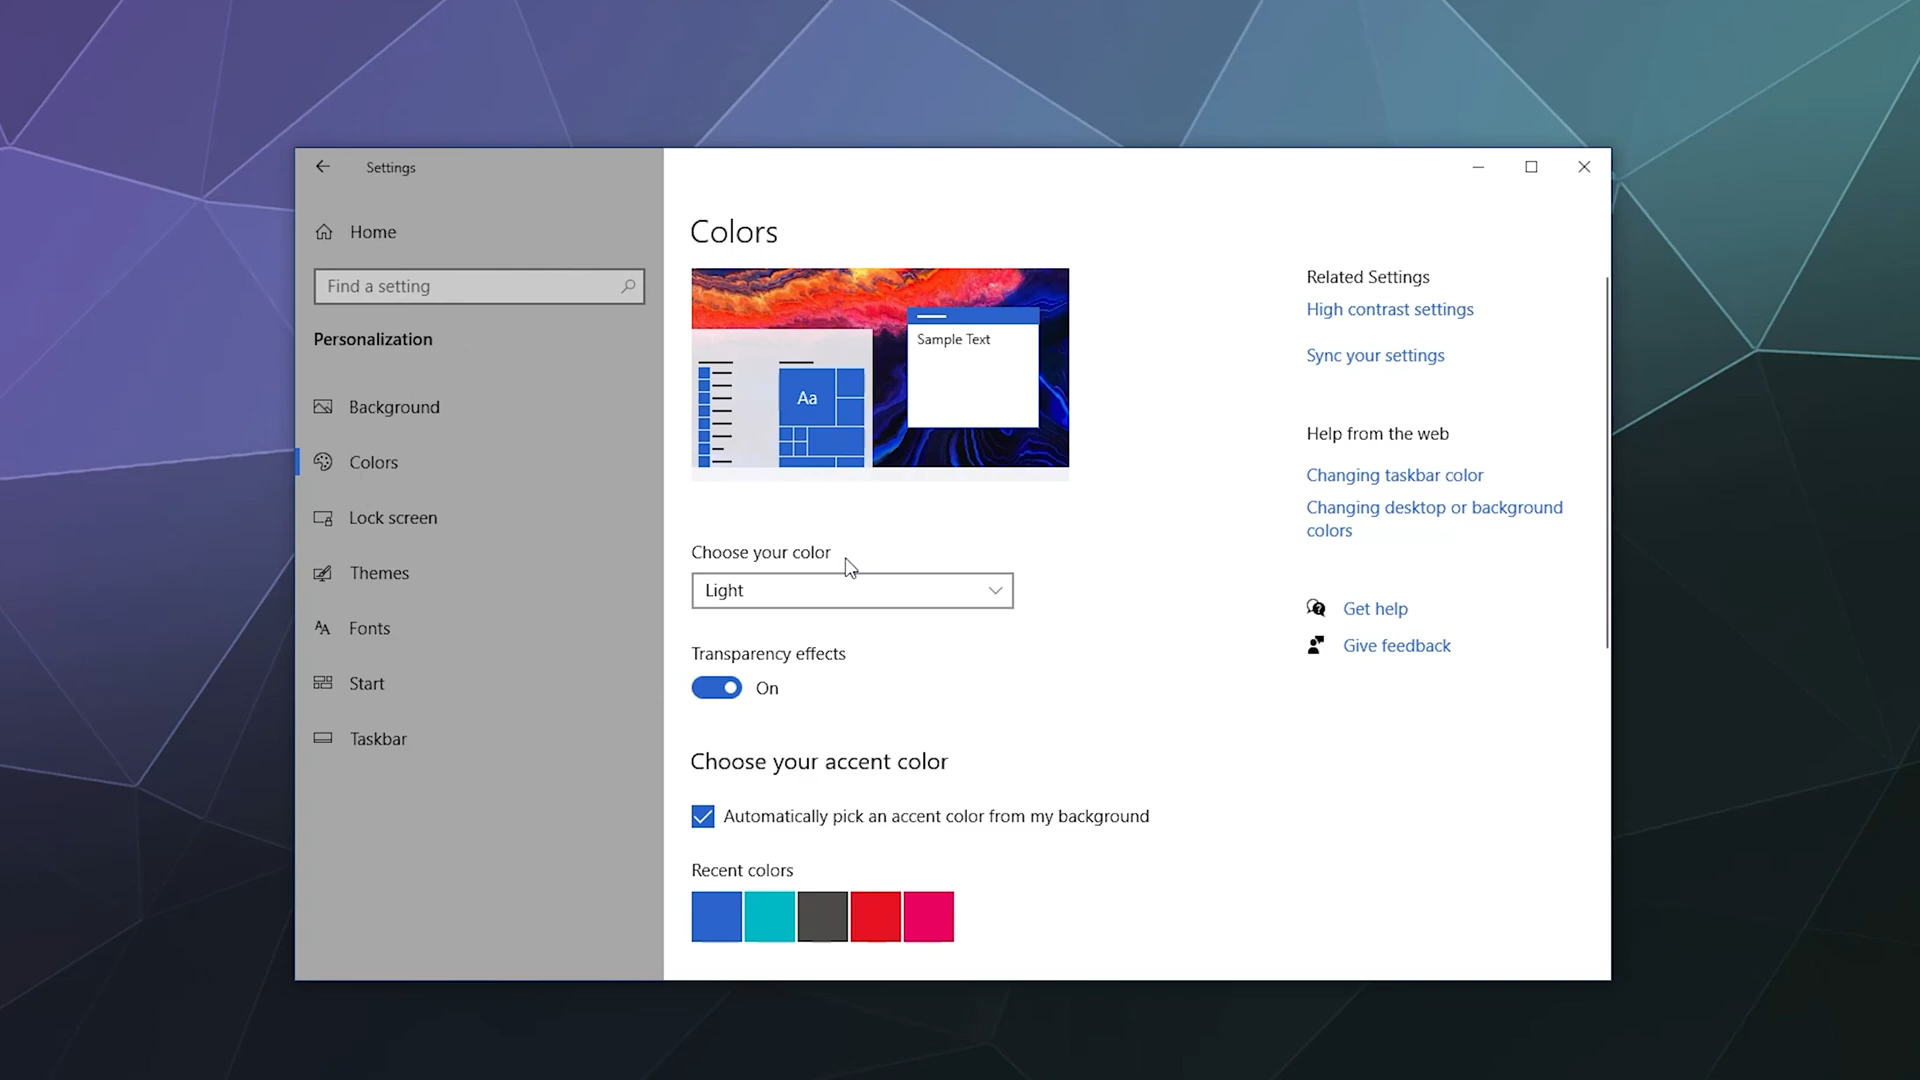 Settings
Home
Find a setting
Personalization
Background
Colors
Lock screen
Themes
Fonts
Start
Taskbar
Colors
Sample Text
Aa
Choose your color
Light
Transparency effects
On
Choose your accent color
Automatically pick an accent color from my background
Recent colors
Related Settings
High contrast settings
Sync your settings
Help from the web
Changing taskbar color
Changing desktop or background
colors
Get help
Give feedback